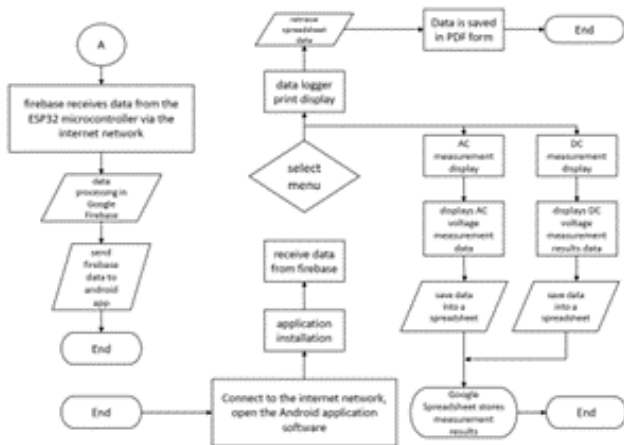 A
firebase receives data from the
ESP32 microcontroller via the
internet network
data
processing in
Google
Firebase
send
firebase
data to
android app
End
End
Connect to the internet network,
open the Android application
software
application
installation
receive data
from firebase
select
menu
data logger
print display
retrieve
spreadsheet
data
Data is saved
in PDF form
End
AC
measurement
display
displays AC
voltage
measurement
data
save data
into a
spreadsheet
DC
measurement
display
displays DC
voltage
measurement
results data
save data
into a
spreadsheet
Google
Spreadsheet stores
measurement
results
End